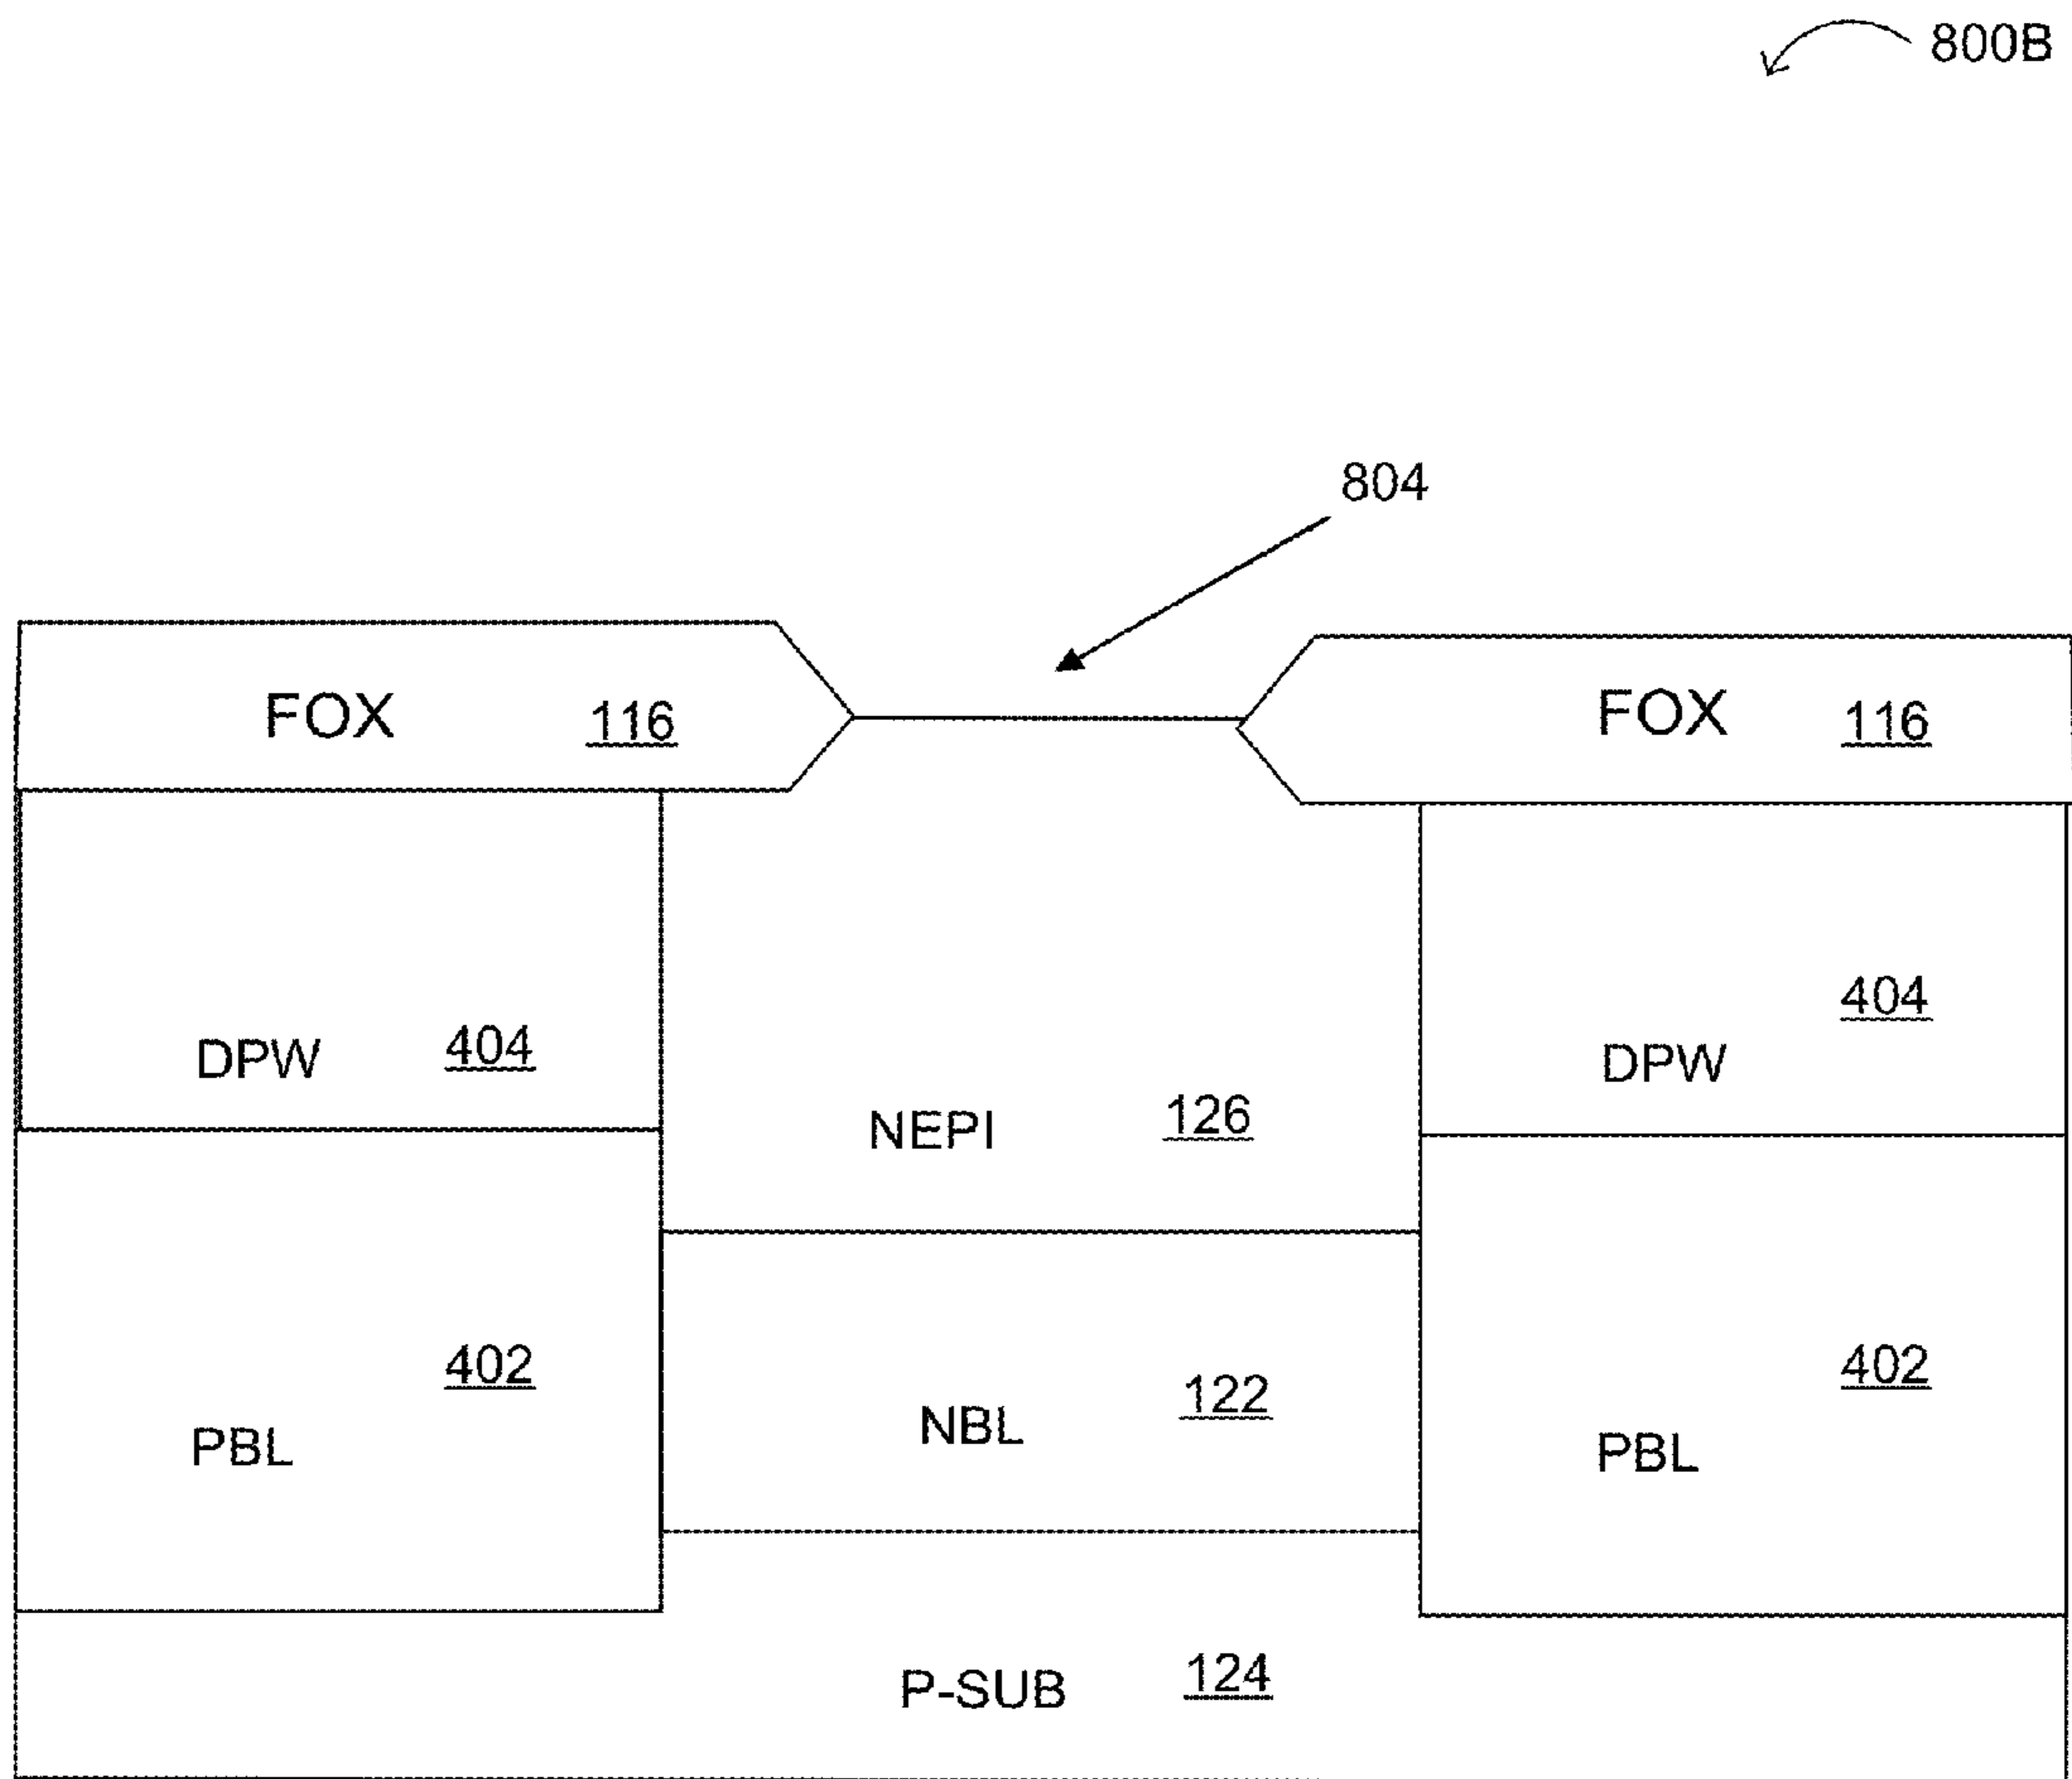 800B
804
FOX 116
FOX 116
404
DPW 404
DPW
NEPI 126
402
402
NBL 122
PBL
PBL
P-SUB 124